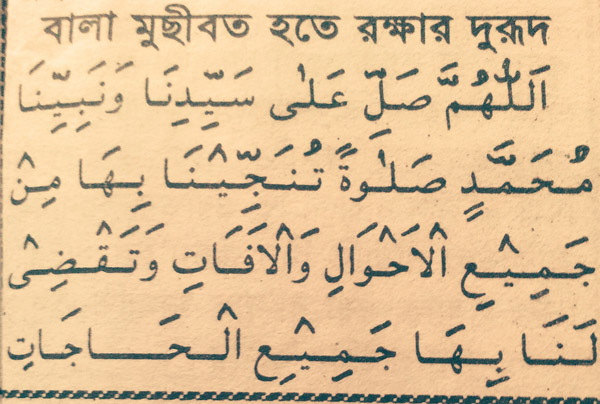 বালা মুছীবত হতে রক্ষার দুরূদ
اَللّٰهُمَّ صَلِّ عَلٰى سَيِّدِنَا وَنَبِيِّنَا
مُحَمَّدٍ صَلٰوةً تُنَجِّيْنَا بِهَا مِنْ
جَمِيْعِ الْاَحْوَالِ وَالْاَفَاتِ وَتَقْضِىْ
لَنَا بِهَا جَمِيْعِ الْحَاجَاتِ